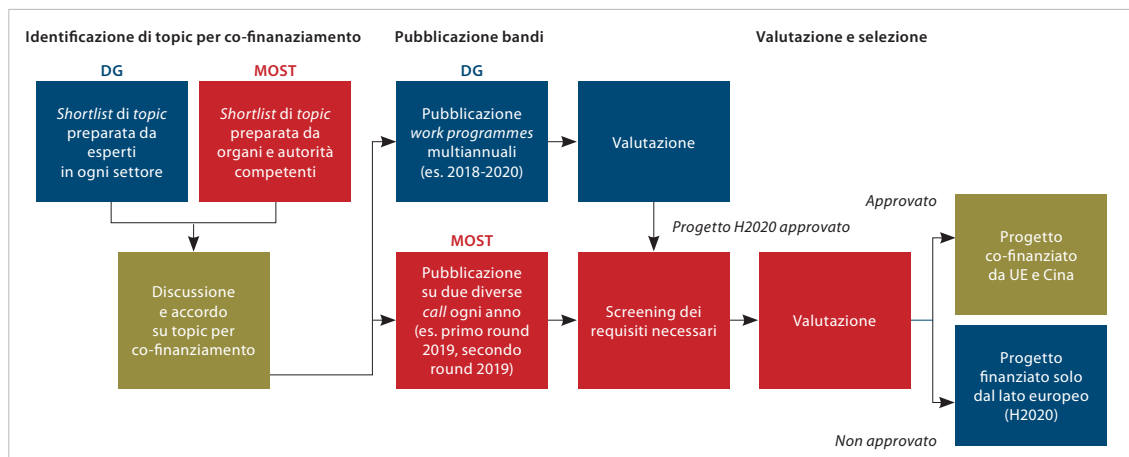 Identificazione di topic per co-finanaziamento
Pubblicazione bandi
Valutazione e selezione
DG
Shortlist di topic
preparata da
esperti
in ogni settore
MOST
Shortlist di topic
preparata da
organi e autorità
competenti
Discussione
e accordo
su topic per
co-finanziamento
DG
Pubblicazione
work programmes
multiannuali
(es. 2018-2020)
Valutazione
Progetto H2020 approvato
MOST
Pubblicazione
su due diverse
call ogni anno
(es. primo round
2019, secondo
round 2019)
Screening dei
requisiti necessari
Valutazione
Approvato
Progetto
co-finanziato
da UE e Cina
Progetto
finanziato solo
dal lato europeo
(H2020)
Non approvato